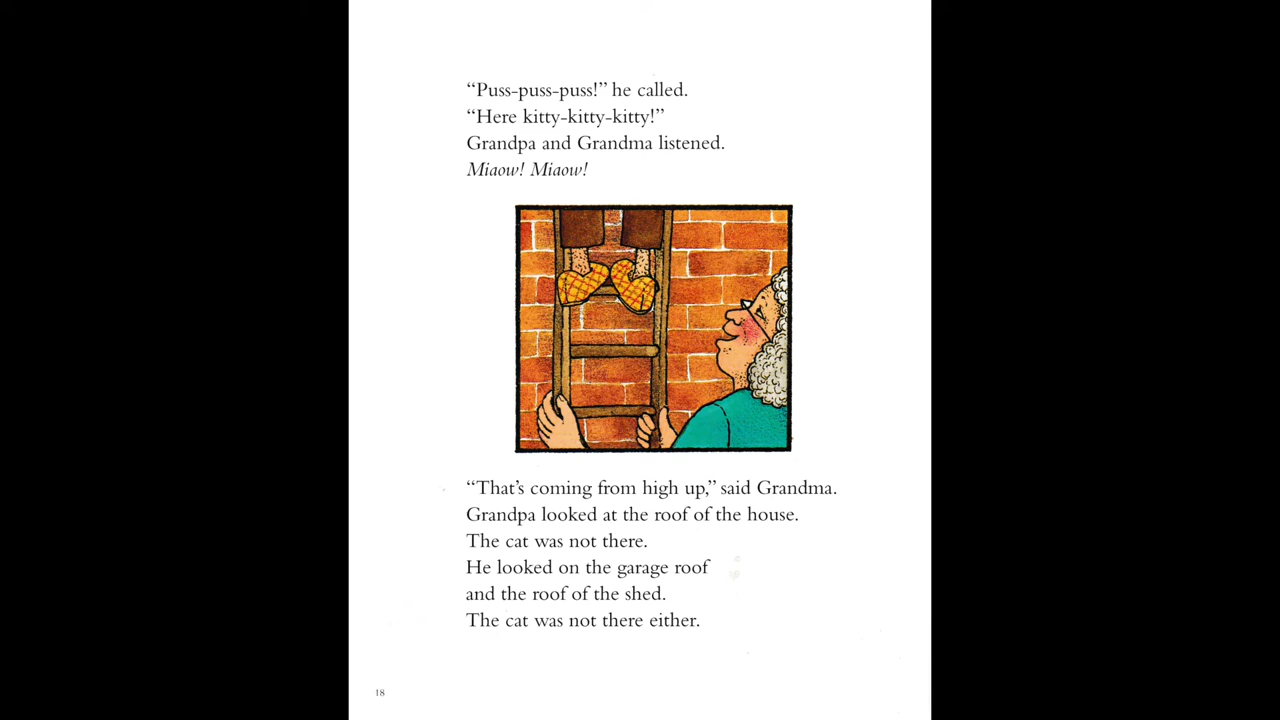 “Puss-puss-puss!” he called.
“Here kitty-kitty-kitty!”
Grandpa and Grandma listened.
Miaow! Miaow!
“That’s coming from high up,” said Grandma.
Grandpa looked at the roof of the house.
The cat was not there.
He looked on the garage roof
and the roof of the shed.
The cat was not there either.
18